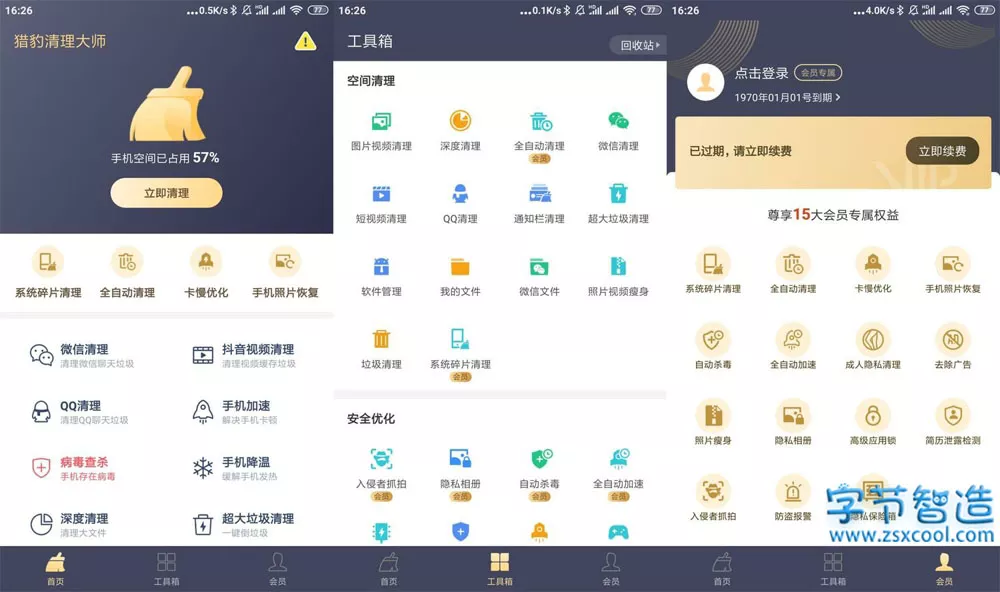 16:26
...0.5K/s
77
猎豹清理大师
手机空间已占用 57%
立即清理
系统碎片清理
全自动清理
卡慢优化
手机照片恢复
微信清理
清理微信聊天垃圾
抖音视频清理
清理视频缓存垃圾
QQ清理
清理QQ聊天垃圾
手机加速
解决手机卡顿
病毒查杀
手机存在病毒
手机降温
缓解手机发热
深度清理
清理大文件
超大垃圾清理
一键倒垃圾
首页
工具箱
会员
16:26
...0.1K/s
77
工具箱
回收站
空间清理
图片视频清理
深度清理
全自动清理
会员
微信清理
短视频清理
QQ清理
通知栏清理
超大垃圾清理
软件管理
我的文件
微信文件
照片视频瘦身
垃圾清理
系统碎片清理
会员
安全优化
入侵者抓拍
会员
隐私相册
会员
自动杀毒
会员
全自动加速
会员
首页
工具箱
会员
16:26
...4.0K/s
77
点击登录
会员专属
1970年01月01号到期
已过期，请立即续费
立即续费
VIP
尊享15大会员专属权益
系统碎片清理
全自动清理
卡慢优化
手机照片恢复
自动杀毒
全自动加速
成人隐私清理
去除广告
照片瘦身
隐私相册
高级应用锁
简历泄露检测
入侵者抓拍
防盗报警
隐私保险箱
字节智造
www.zsxcool.com
首页
工具箱
会员